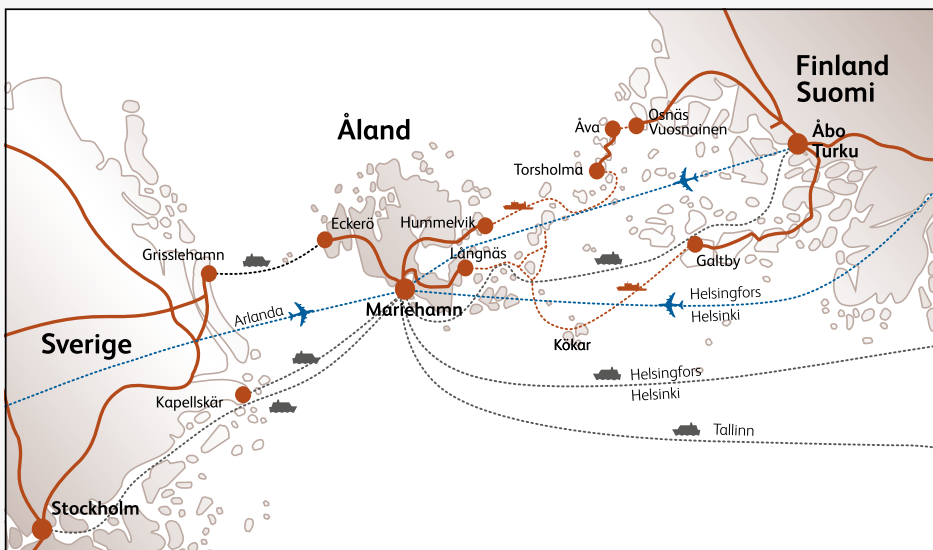 Finland
Suomi
Åland
Osnäs
Vuosnainen
Åva
Åbo
Turku
Torsholma
Eckerö
Hummelvik
Grisslehamn
Långnäs
Galtby
Mariehamn
Arlanda
Helsingfors
Helsinki
Sverige
Kökar
Helsingfors
Helsinki
Kapellskär
Tallinn
Stockholm